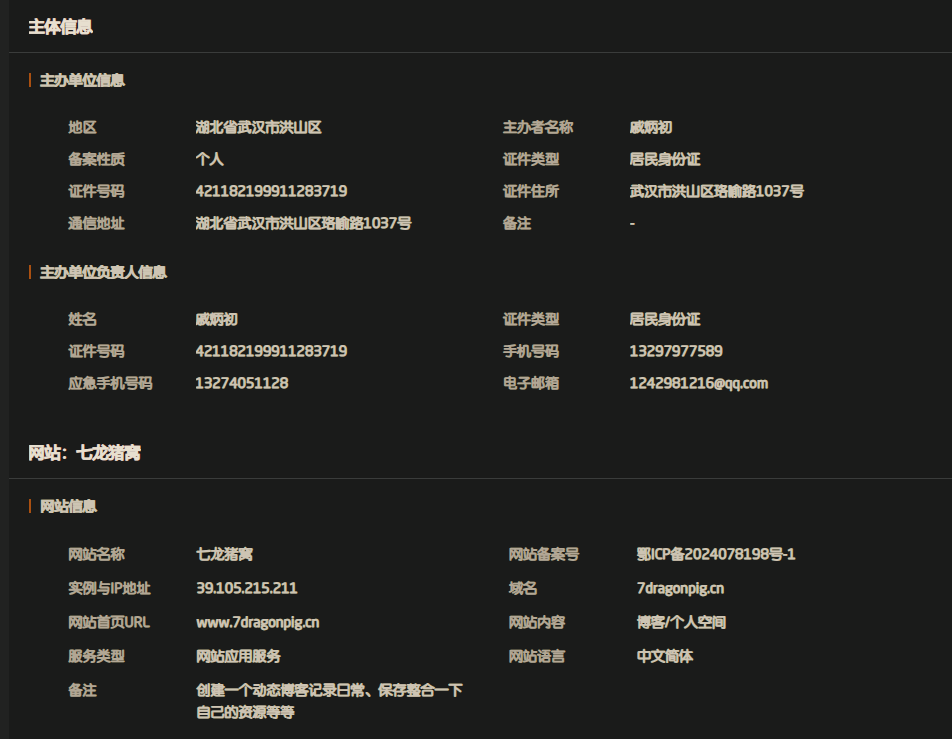 主体信息
主办单位信息
地区 湖北省武汉市洪山区 主办者名称 戚炳初
备案性质 个人 证件类型 居民身份证
证件号码 421182199911283719 证件住所 武汉市洪山区珞喻路1037号
通信地址 湖北省武汉市洪山区珞喻路1037号 备注 -
主办单位负责人信息
姓名 戚炳初 证件类型 居民身份证
证件号码 421182199911283719 手机号码 13297977589
应急手机号码 13274051128 电子邮箱 1242981216@qq.com
网站：七龙猪窝
网站信息
网站名称 七龙猪窝 网站备案号 鄂ICP备2024078198号-1
实例与IP地址 39.105.215.211 域名 7dragonpig.cn
网站首页URL www.7dragonpig.cn 网站内容 博客/个人空间
服务类型 网站应用服务 网站语言 中文简体
备注 创建一个动态博客记录日常、保存整合一下
自己的资源等等